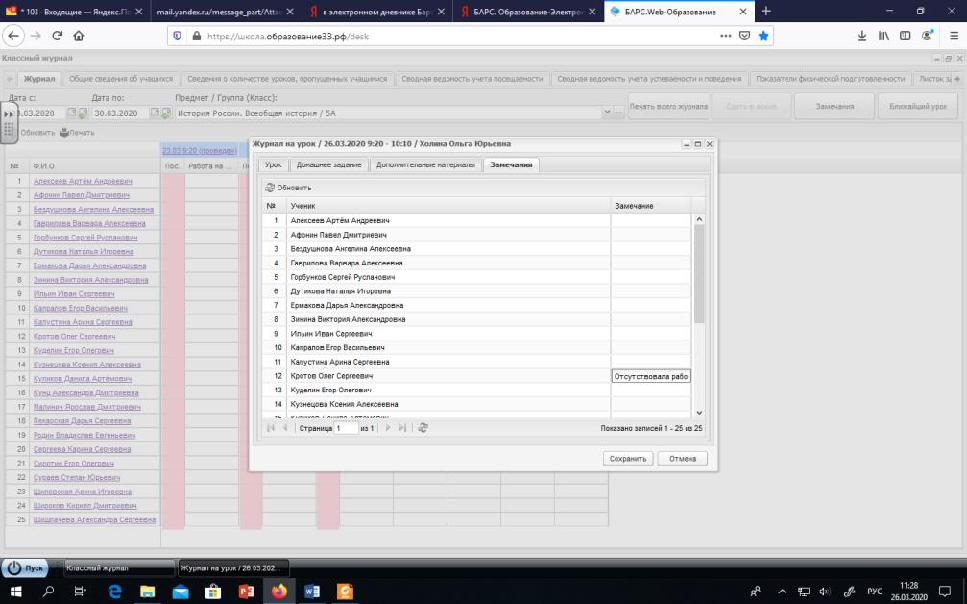 * 103 · Входящие — Яндекс.По
mail.yandex.ru/message_part/Атта
в электронном дневнике Бар
БАРС. Образование-Электрон
БАРС.Web-Образование
https://школа.образование33.рф/desk
Классный журнал
Журнал
Общие сведения об учащихся
Сведения о количестве уроков, пропущенных учащимися
Сводная ведомость учета посещаемости
Сводная ведомость учета успеваемости и поведения
Показатели физической подготовленности
Листок з
Дата с:
Дата по:
Предмет / Группа (Класс):
.03.2020
30.03.2020
История России. Всеобщая история / 5А
Печать всего журнала
Сдать в архив
Замечания
Ближайший урок
Обновить
Печать
23.03 9:20 (проведен)
№
Ф.И.О.
Пос.
Работа на ...
1 Алексеев Артём Андреевич
2 Афонин Павел Дмитриевич
3 Бездушнова Ангелина Алексеевна
4 Гаврилова Варвара Алексеевна
5 Горбунков Сергей Русланович
6 Дутикова Наталья Игоревна
7 Ермакова Дарья Александровна
8 Зинина Виктория Александровна
9 Ильин Иван Сергеевич
10 Капралов Егор Васильевич
11 Капустина Арина Сергеевна
12 Кротов Олег Сергеевич
13 Куделин Егор Олегович
14 Кузнецова Ксения Алексеевна
15 Куликов Данила Артёмович
16 Кунц Александра Дмитриевна
17 Малинин Ярослав Дмитриевич
18 Пекарская Дарья Сергеевна
19 Родин Владислав Евгеньевич
20 Сергеева Карина Сергеевна
21 Сиротин Егор Олегович
22 Сураев Степан Юрьевич
23 Шиповская Арина Игоревна
24 Широков Кирилл Дмитриевич
25 Шишлачева Александра Сергеевна
Журнал на урок / 26.03.2020 9:20 - 10:10 / Холина Ольга Юрьевна
Урок
Домашнее задание
Дополнительные материалы
Замечания
Обновить
№
Ученик
Замечание
1 Алексеев Артём Андреевич
2 Афонин Павел Дмитриевич
3 Бездушнова Ангелина Алексеевна
4 Гаврилова Варвара Алексеевна
5 Горбунков Сергей Русланович
6 Дутикова Наталья Игоревна
7 Ермакова Дарья Александровна
8 Зинина Виктория Александровна
9 Ильин Иван Сергеевич
10 Капралов Егор Васильевич
11 Капустина Арина Сергеевна
12 Кротов Олег Сергеевич Отсутствовала рабо
13 Куделин Егор Олегович
14 Кузнецова Ксения Алексеевна
Страница 1 из 1
Показано записей 1 - 25 из 25
Сохранить
Отмена
Пуск
Классный журнал
Журнал на урок / 26.03.202...
РУС
11:28
26.03.2020